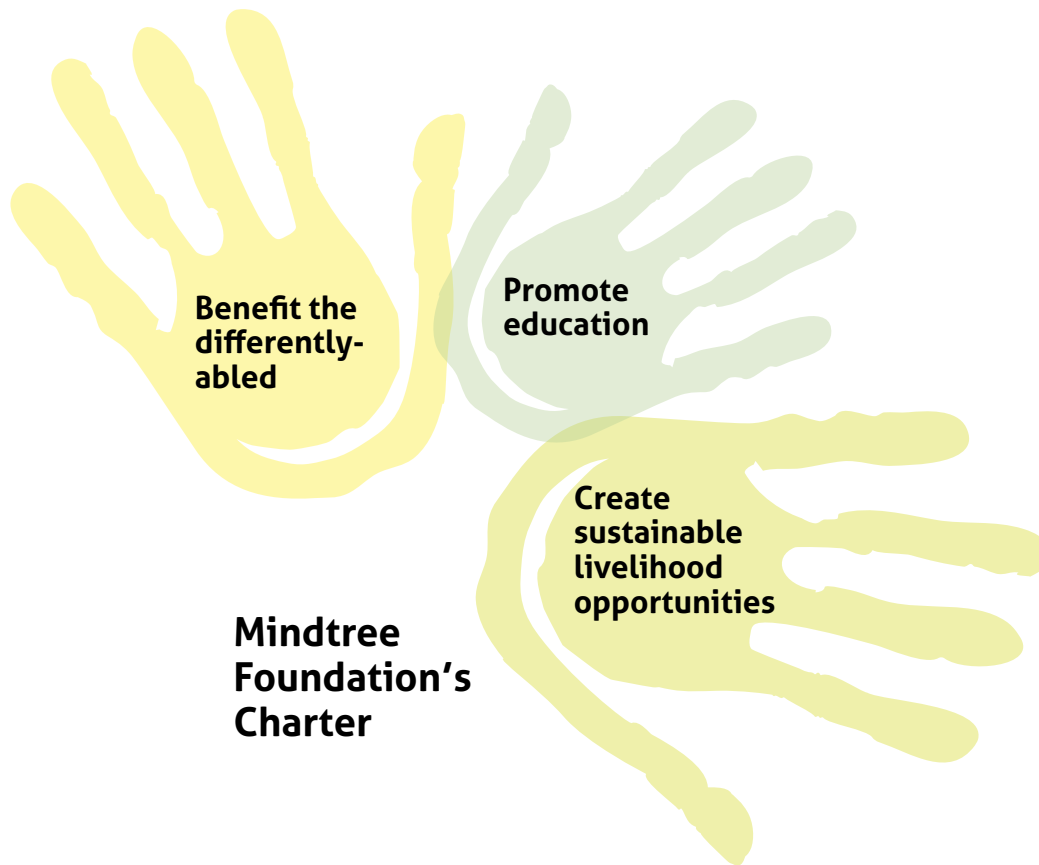 Benefit the
differently-
abled
Promote
education
Create
sustainable
livelihood
opportunities
Mindtree
Foundation’s
Charter